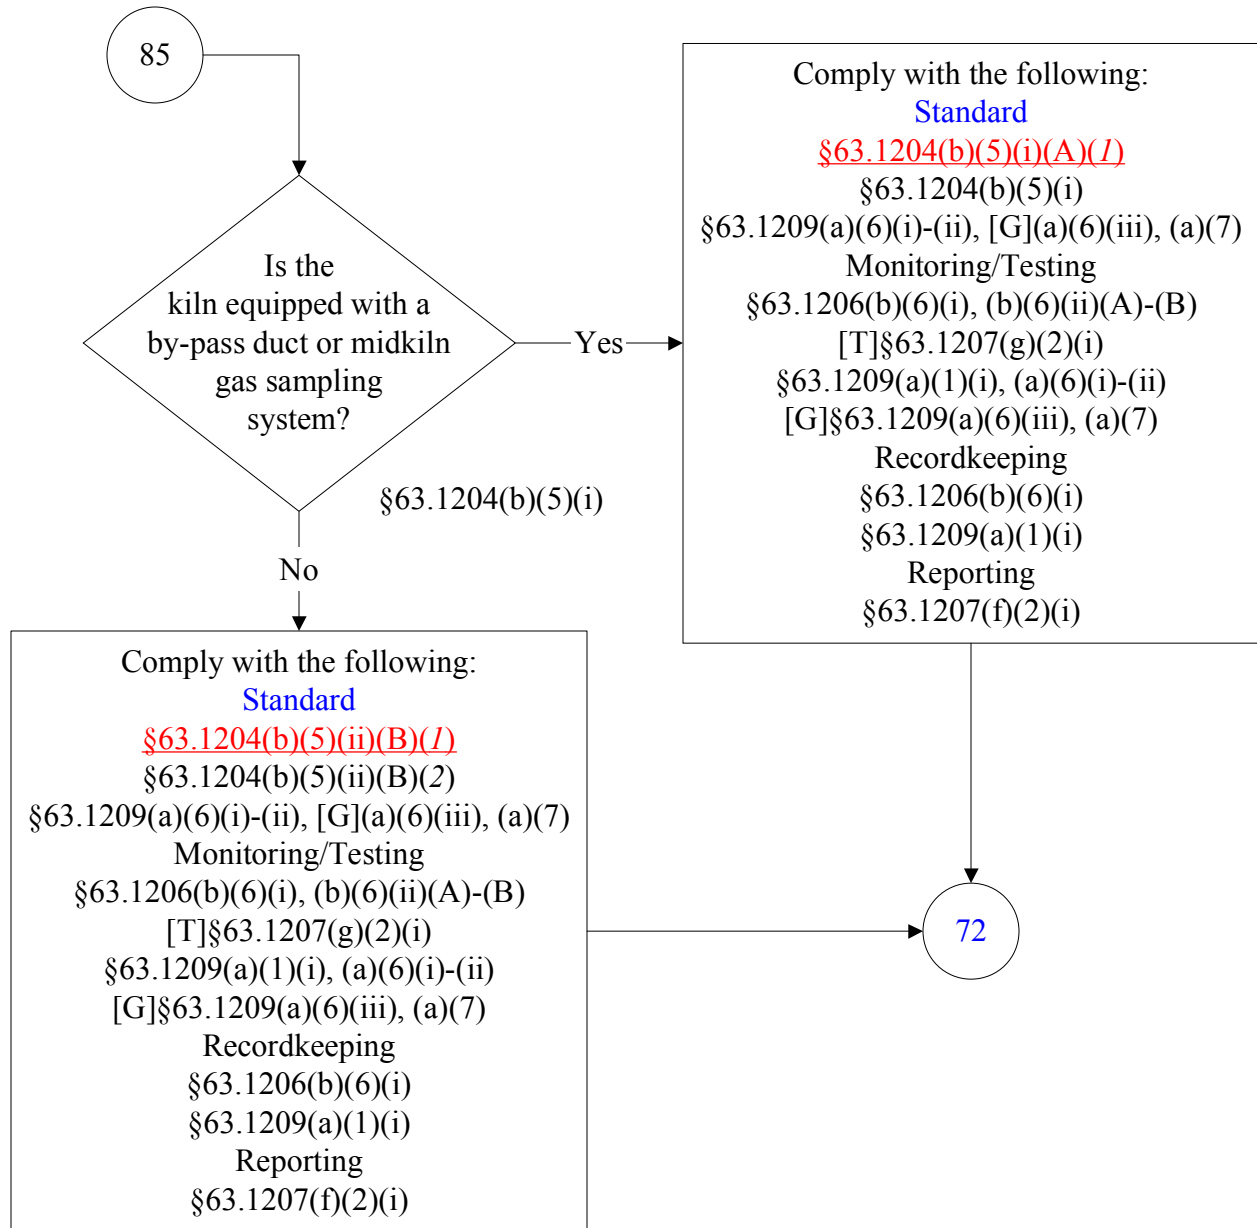 85
Is the
kiln equipped with a
by-pass duct or midkiln
gas sampling
system?
§63.1204(b)(5)(i)
Yes
Comply with the following:
Standard
§63.1204(b)(5)(i)(A)(1)
§63.1204(b)(5)(i)
§63.1209(a)(6)(i)-(ii), [G](a)(6)(iii), (a)(7)
Monitoring/Testing
§63.1206(b)(6)(i), (b)(6)(ii)(A)-(B)
[T]§63.1207(g)(2)(i)
§63.1209(a)(1)(i), (a)(6)(i)-(ii)
[G]§63.1209(a)(6)(iii), (a)(7)
Recordkeeping
§63.1206(b)(6)(i)
§63.1209(a)(1)(i)
Reporting
§63.1207(f)(2)(i)
No
Comply with the following:
Standard
§63.1204(b)(5)(ii)(B)(1)
§63.1204(b)(5)(ii)(B)(2)
§63.1209(a)(6)(i)-(ii), [G](a)(6)(iii), (a)(7)
Monitoring/Testing
§63.1206(b)(6)(i), (b)(6)(ii)(A)-(B)
[T]§63.1207(g)(2)(i)
§63.1209(a)(1)(i), (a)(6)(i)-(ii)
[G]§63.1209(a)(6)(iii), (a)(7)
Recordkeeping
§63.1206(b)(6)(i)
§63.1209(a)(1)(i)
Reporting
§63.1207(f)(2)(i)
72